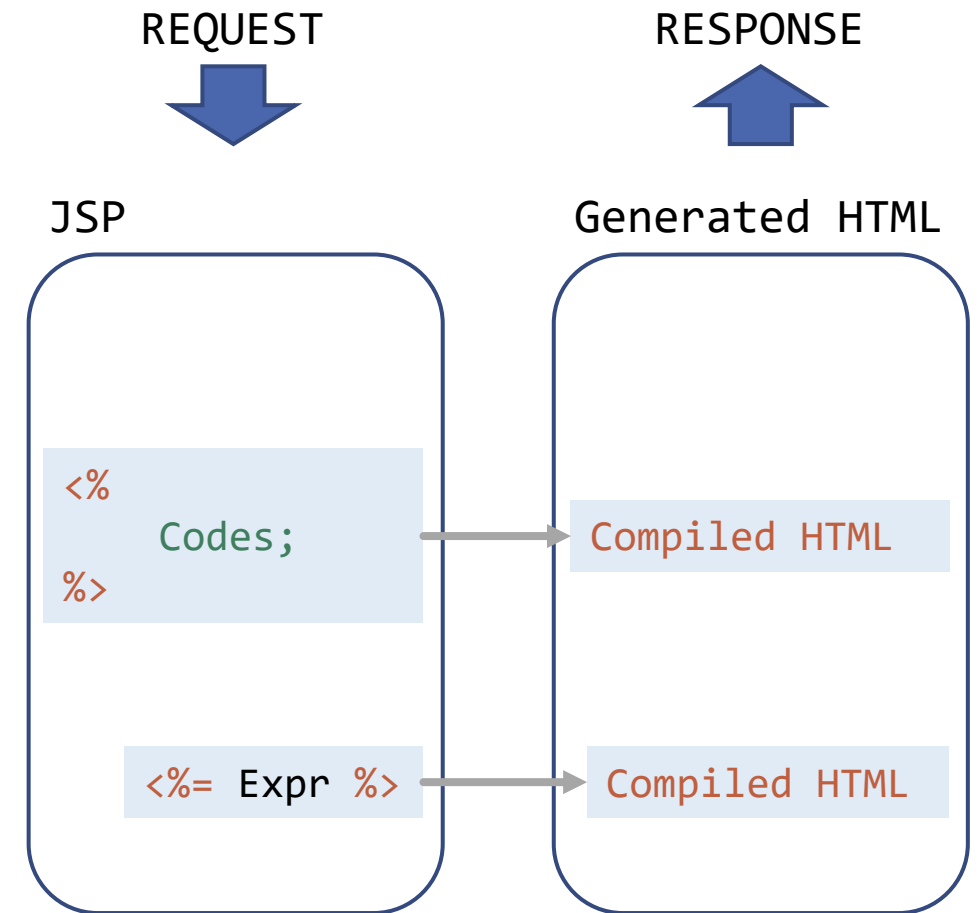 REQUEST
RESPONSE
JSP
Generated HTML
<%
Codes;
%>
Compiled HTML
<%= Expr %>
Compiled HTML